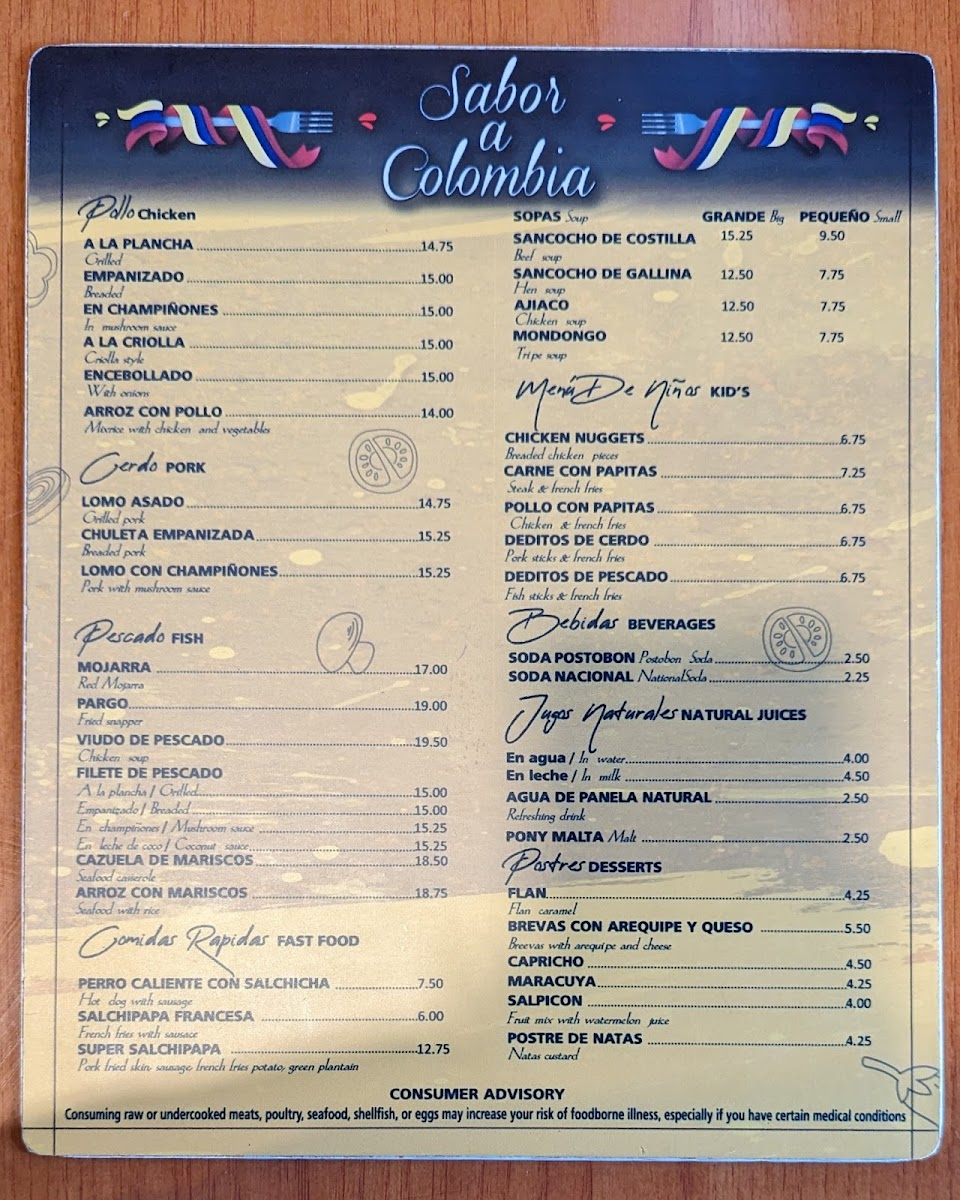 Sabor
a
Colombia
Pollo Chicken
A LA PLANCHA 14.75
Grilled
EMPANIZADO 15.00
Breaded
EN CHAMPIÑONES 15.00
In mushroom sauce
A LA CRIOLLA 15.00
Criolla style
ENCEBOLLADO 15.00
With onions
ARROZ CON POLLO 14.00
Mixrice with chicken and vegetables
Cerdo PORK
LOMO ASADO 14.75
Grilled pork
CHULETA EMPANIZADA 15.25
Breaded pork
LOMO CON CHAMPIÑONES 15.25
Pork with mushroom sauce
Pescado FISH
MOJARRA 17.00
Red Mojarra
PARGO 19.00
Fried snapper
VIUDO DE PESCADO 19.50
Chicken soup
FILETE DE PESCADO
A la plancha / Grilled 15.00
Empanizado / Breaded 15.00
En champinones / Mushroom sauce 15.25
En leche de coco / Coconut sauce 15.25
CAZUELA DE MARISCOS 18.50
Seafood casserole
ARROZ CON MARISCOS 18.75
Seafood with rice
Comidas Rapidas FAST FOOD
PERRO CALIENTE CON SALCHICHA 7.50
Hot dog with sausage
SALCHIPAPA FRANCESA 6.00
French fries with sausace
SUPER SALCHIPAPA 12.75
Pork fried skin, sausage, french fries potato, green plantain
SOPAS Soup GRANDE Big PEQUEÑO Small
SANCOCHO DE COSTILLA 15.25 9.50
Beef soup
SANCOCHO DE GALLINA 12.50 7.75
Hen soup
AJIACO 12.50 7.75
Chicken soup
MONDONGO 12.50 7.75
Tripe soup
Menú De Niños KID'S
CHICKEN NUGGETS 6.75
Breaded chicken pieces
CARNE CON PAPITAS 7.25
Steak & french fries
POLLO CON PAPITAS 6.75
Chicken & french fries
DEDITOS DE CERDO 6.75
Pork sticks & french fries
DEDITOS DE PESCADO 6.75
Fish sticks & french fries
Bebidas BEVERAGES
SODA POSTOBON Postobon Soda 2.50
SODA NACIONAL NationalSoda 2.25
Jugos Naturales NATURAL JUICES
En agua / In water 4.00
En leche / In milk 4.50
AGUA DE PANELA NATURAL 2.50
Refreshing drink
PONY MALTA Malt 2.50
Postres DESSERTS
FLAN 4.25
Flan caramel
BREVAS CON AREQUIPE Y QUESO 5.50
Breevas with arequipe and cheese
CAPRICHO 4.50
MARACUYA 4.25
SALPICON 4.00
Fruit mix with watermelon juice
POSTRE DE NATAS 4.25
Natas custard
CONSUMER ADVISORY
Consuming raw or undercooked meats, poultry, seafood, shellfish, or eggs may increase your risk of foodborne illness, especially if you have certain medical conditions